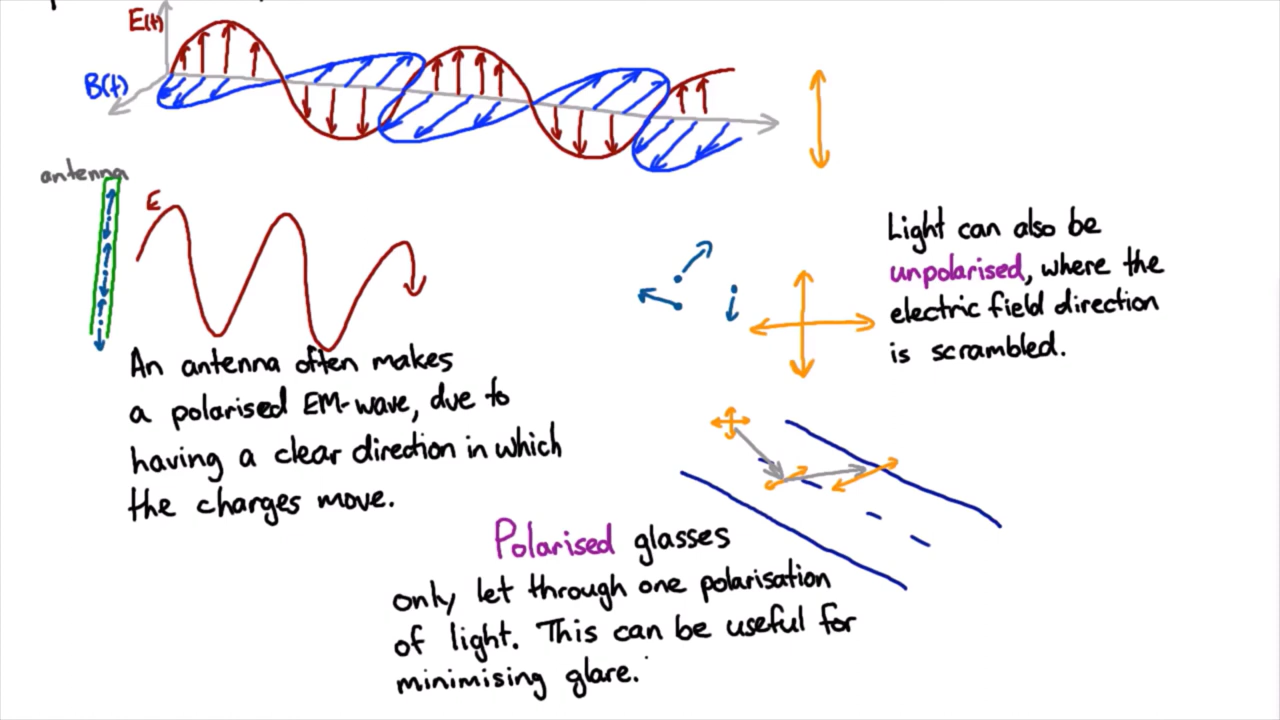 E(t)
B(t)
antenna
E
An antenna often makes
a polarised EM-wave, due to
having a clear direction in which
the charges move.
Light can also be
unpolarised, where the
electric field direction
is scrambled.
Polarised glasses
only let through one polarisation
of light. This can be useful for
minimising glare.